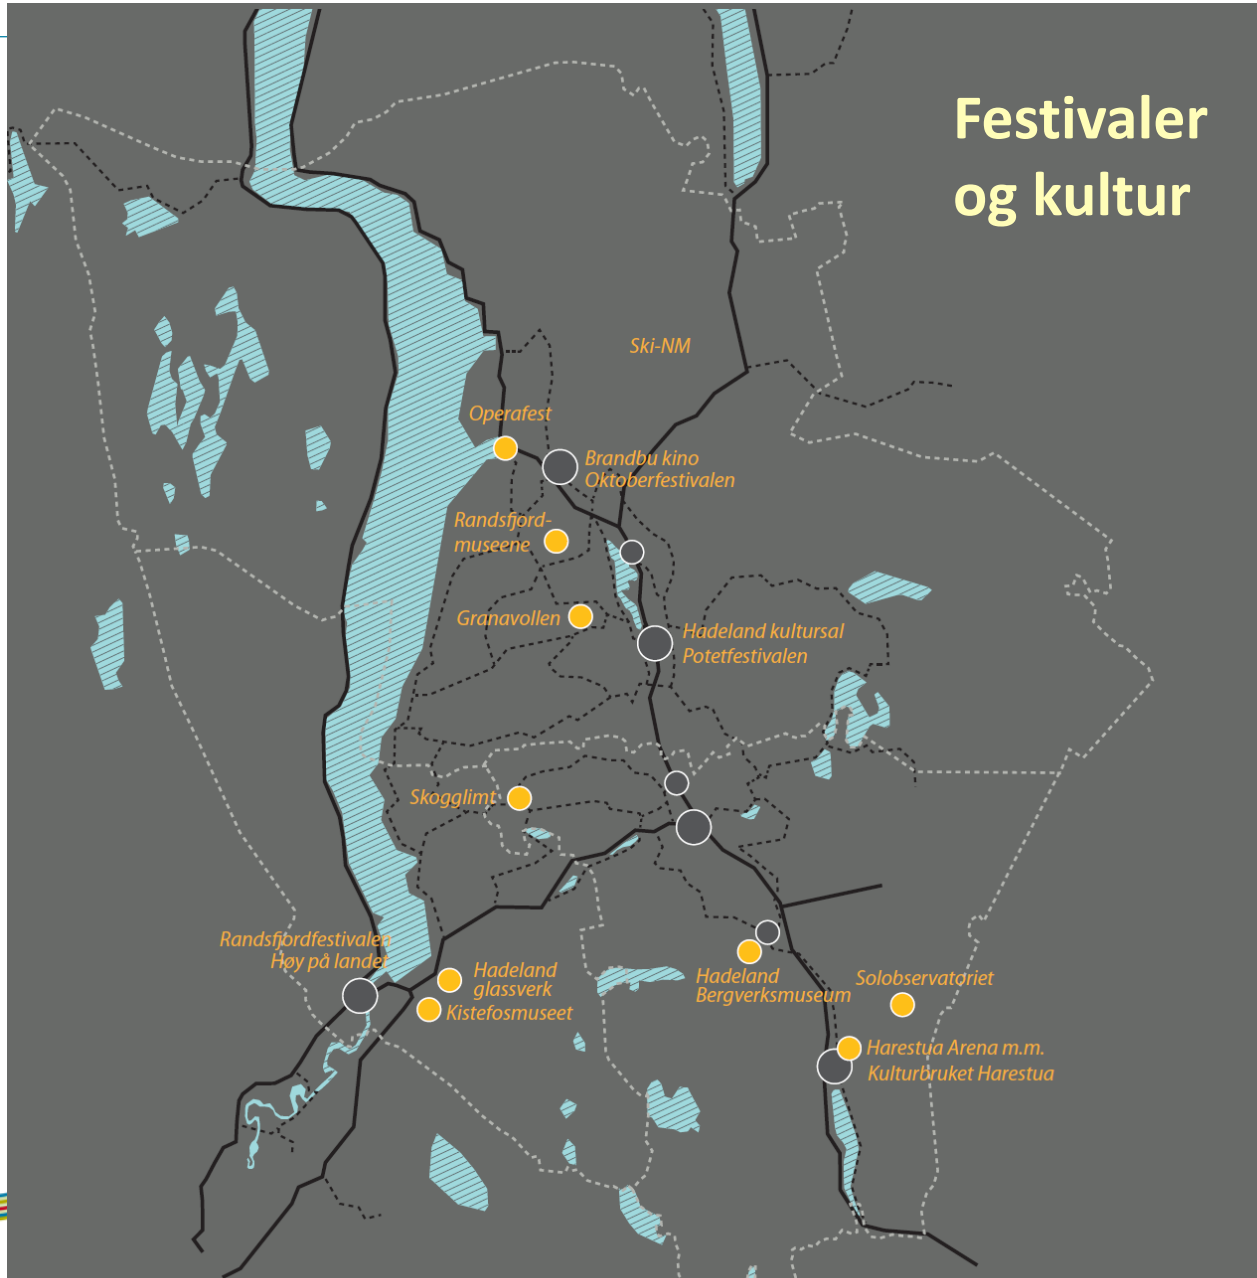 Festivaler
og kultur
Ski-NM
Operafest
Brandbu kino
Oktoberfestivalen
Randsfjord-
museene
Granavollen
Hadeland kultursal
Potetfestivalen
Skogglimt
Randsfjordfestivalen
Høy på landet
Hadeland
glassverk
Kistefosmuseet
Hadeland
Bergverksmuseum
Solobservatoriet
Harestua Arena m.m.
Kulturbruket Harestua